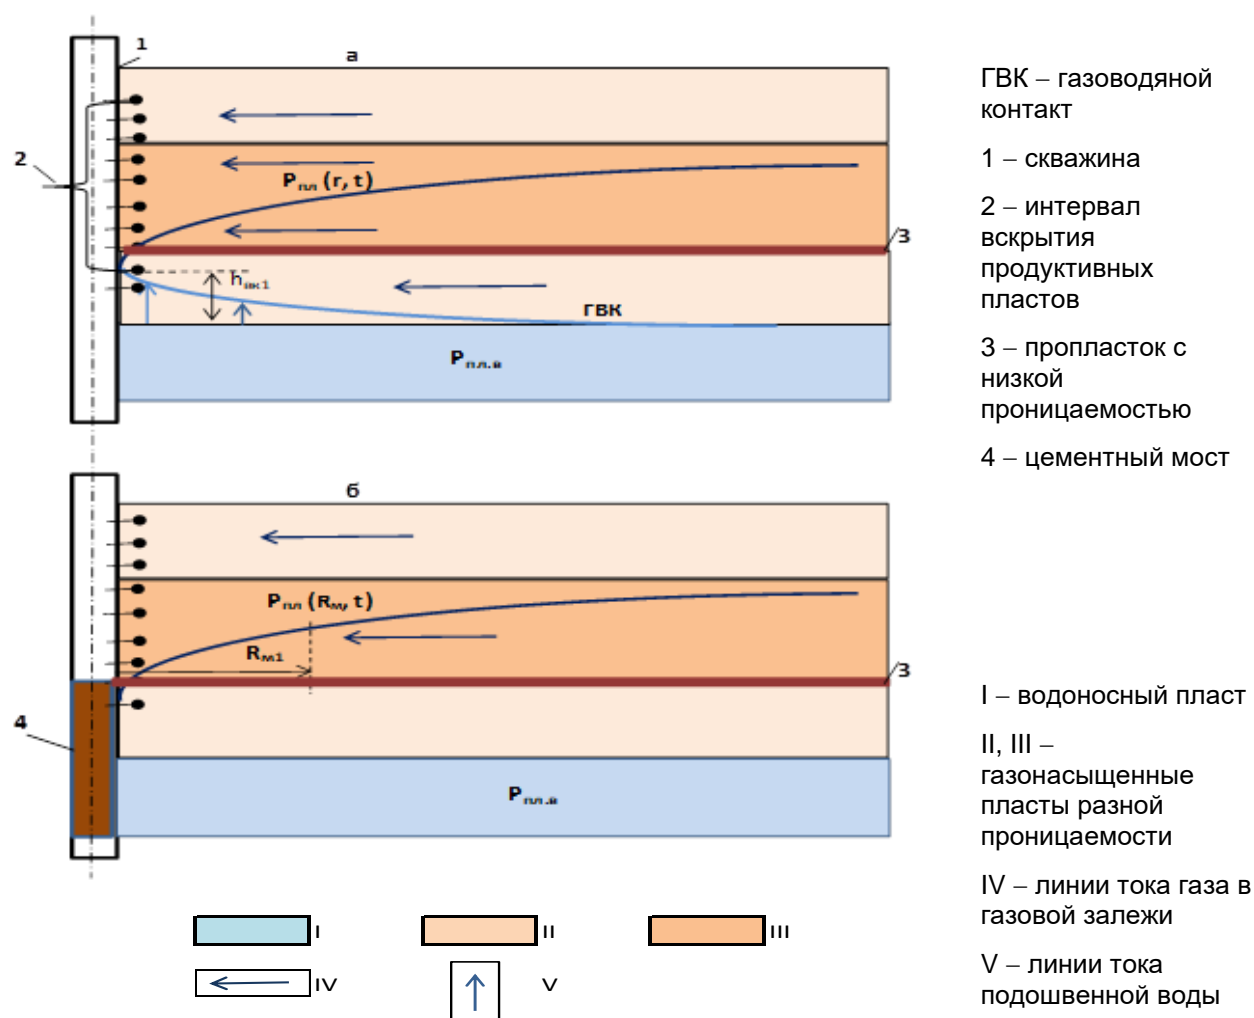 1
а
2
Pпл (r, t)
3
hвк1
ГВК
Pпл.в
б
Pпл (Rм, t)
Rм1
3
4
Pпл.в
I
II
III
IV
V
ГВК – газоводяной
контакт
1 – скважина
2 – интервал
вскрытия
продуктивных
пластов
3 – пропласток с
низкой
проницаемостью
4 – цементный мост
I – водоносный пласт
II, III –
газонасыщенные
пласты разной
проницаемости
IV – линии тока газа в
газовой залежи
V – линии тока
подошвенной воды